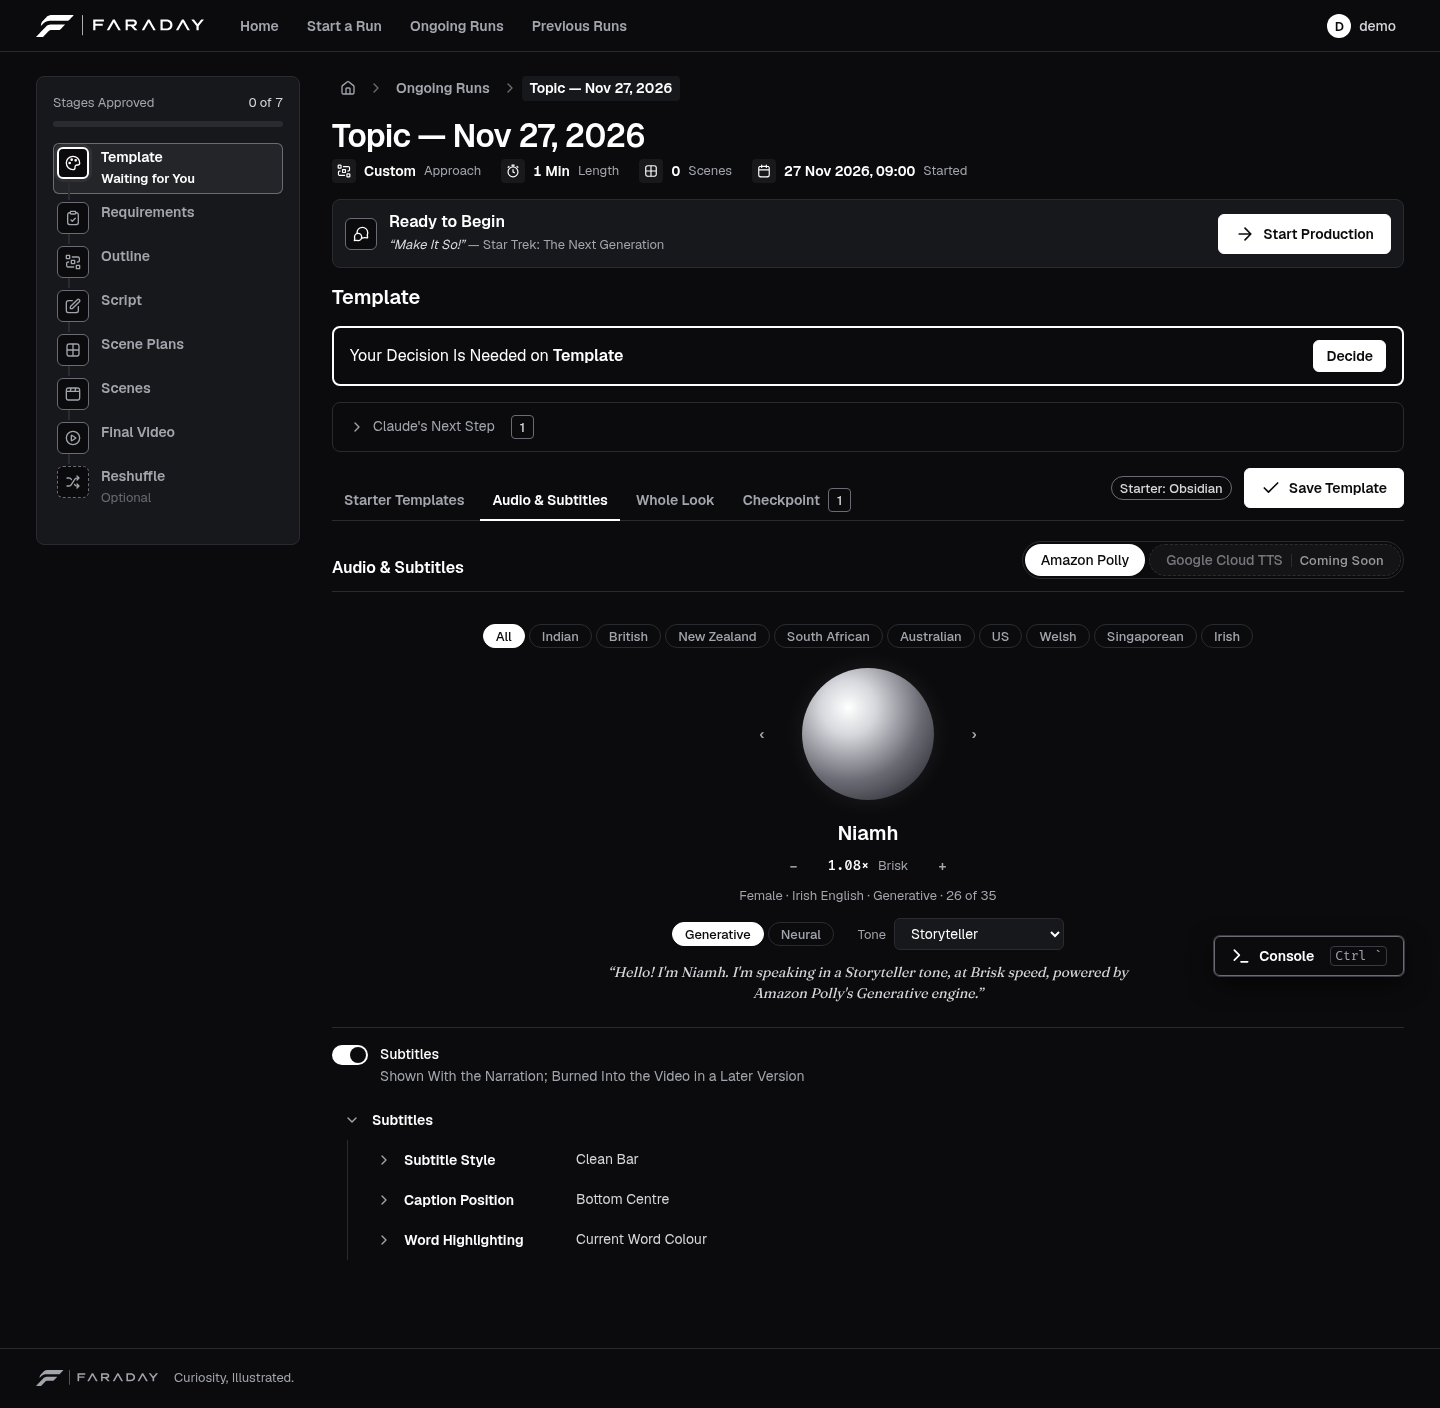 FARADAY
Home
Start a Run
Ongoing Runs
Previous Runs
D
demo
Stages Approved
0 of 7
Template
Waiting for You
Requirements
Outline
Script
Scene Plans
Scenes
Final Video
Reshuffle
Optional
Ongoing Runs
Topic — Nov 27, 2026
Topic — Nov 27, 2026
Custom Approach
1 Min Length
0 Scenes
27 Nov 2026, 09:00 Started
Ready to Begin
“Make It So!” — Star Trek: The Next Generation
Start Production
Template
Your Decision Is Needed on Template
Decide
Claude's Next Step
1
Starter Templates
Audio & Subtitles
Whole Look
Checkpoint
1
Starter: Obsidian
Save Template
Audio & Subtitles
Amazon Polly
Google Cloud TTS
Coming Soon
All
Indian
British
New Zealand
South African
Australian
US
Welsh
Singaporean
Irish
‹
›
Niamh
− 1.08× Brisk +
Female · Irish English · Generative · 26 of 35
Generative
Neural
Tone
Storyteller
“Hello! I'm Niamh. I'm speaking in a Storyteller tone, at Brisk speed, powered by
Amazon Polly's Generative engine.”
Console
Ctrl `
Subtitles
Shown With the Narration; Burned Into the Video in a Later Version
Subtitles
Subtitle Style
Clean Bar
Caption Position
Bottom Centre
Word Highlighting
Current Word Colour
FARADAY
Curiosity, Illustrated.